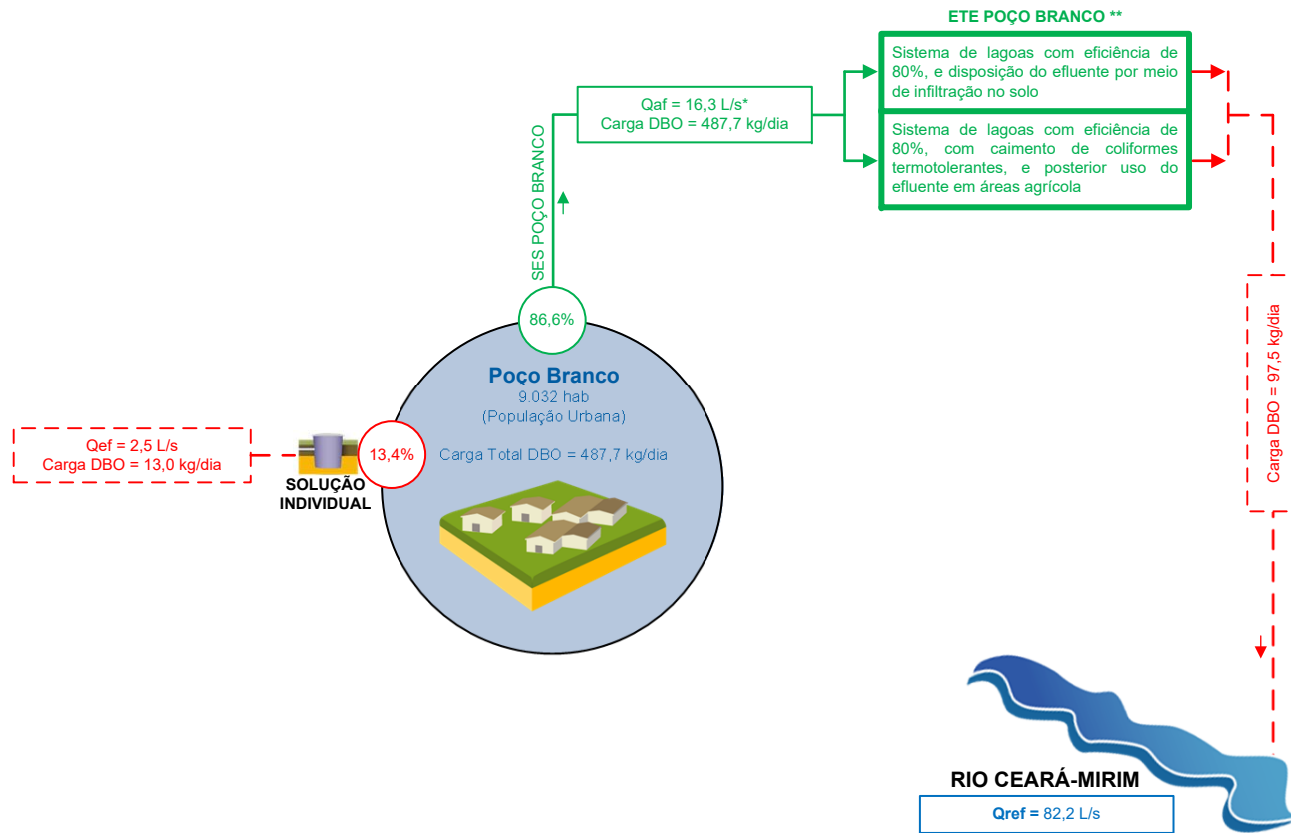 ETE POÇO BRANCO **
Sistema de lagoas com eficiência de
80%, e disposição do efluente por meio
de infiltração no solo
Sistema de lagoas com eficiência de
80%, com caimento de coliformes
termotolerantes, e posterior uso do
efluente em áreas agrícola
Qaf = 16,3 L/s*
Carga DBO = 487,7 kg/dia
SES POÇO BRANCO
86,6%
Poço Branco
9.032 hab
(População Urbana)
Carga Total DBO = 487,7 kg/dia
13,4%
SOLUÇÃO
INDIVIDUAL
Qef = 2,5 L/s
Carga DBO = 13,0 kg/dia
Carga DBO = 97,5 kg/dia
RIO CEARÁ-MIRIM
Qref = 82,2 L/s